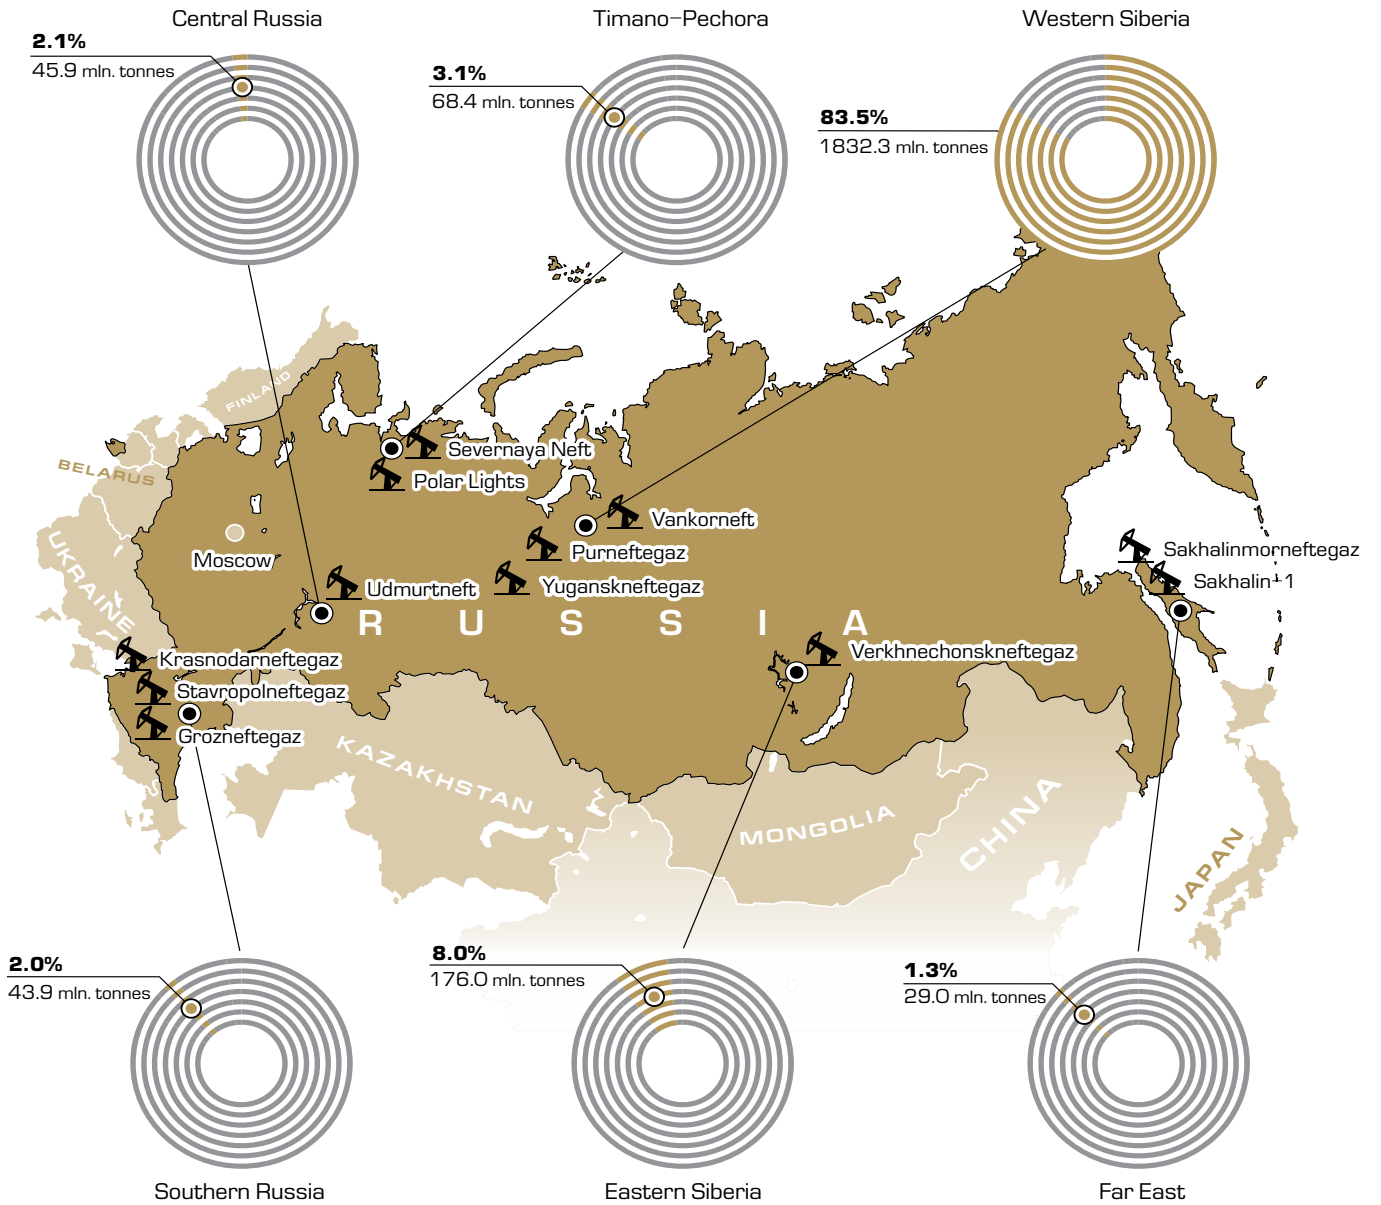 Central Russia
2.1%
45.9 mln. tonnes
Timano–Pechora
3.1%
68.4 mln. tonnes
Western Siberia
83.5%
1832.3 mln. tonnes
FINLAND
BELARUS
UKRAINE
Moscow
Severnaya Neft
Polar Lights
Vankorneft
Purneftegaz
Yuganskneftegaz
Udmurtneft
RUSSIA
Sakhalinmorneftegaz
Sakhalin–1
Verkhnechonskneftegaz
Krasnodarneftegaz
Stavropolneftegaz
Grozneftegaz
KAZAKHSTAN
MONGOLIA
CHINA
JAPAN
2.0%
43.9 mln. tonnes
Southern Russia
8.0%
176.0 mln. tonnes
Eastern Siberia
1.3%
29.0 mln. tonnes
Far East